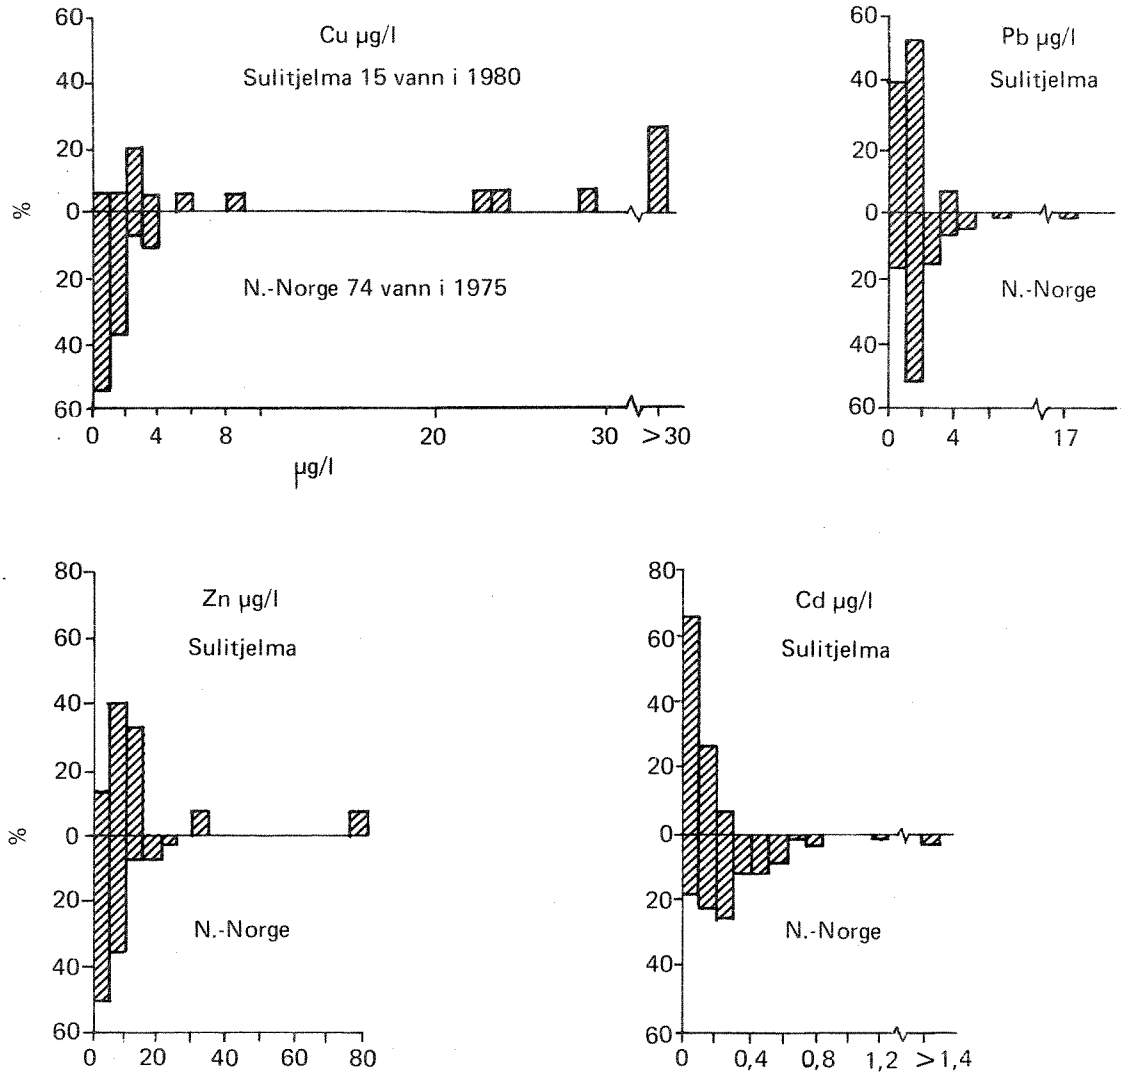 Cu µg/l
Sulitjelma 15 vann i 1980
60
40
20
0
20
40
60
%
N.-Norge 74 vann i 1975
0 4 8 20 30 >30
µg/l
Pb µg/l
Sulitjelma
60
40
20
0
20
40
60
N.-Norge
0 4 17
Zn µg/l
Sulitjelma
80
60
40
20
0
20
40
60
%
N.-Norge
0 20 40 60 80
Cd µg/l
Sulitjelma
80
60
40
20
0
20
40
60
N.-Norge
0 0,4 0,8 1,2 >1,4